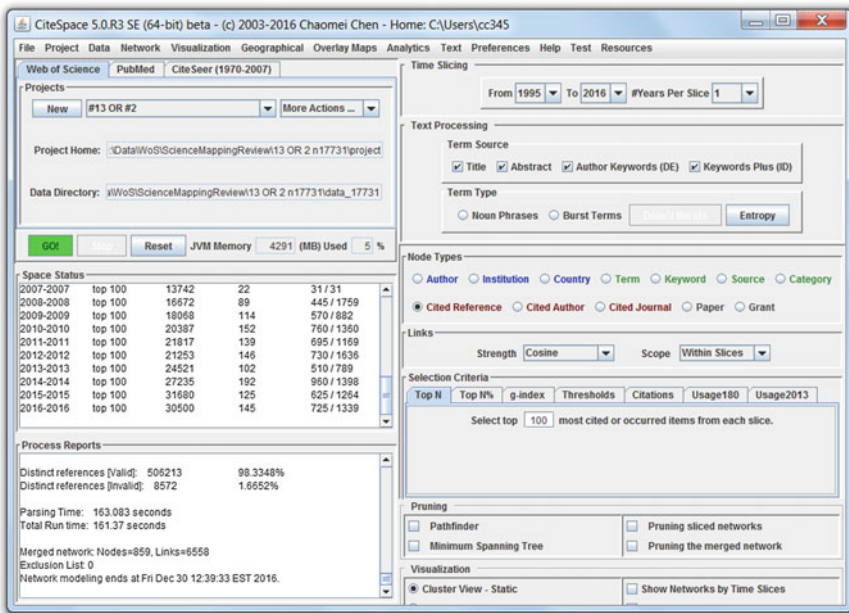 CiteSpace 5.0.R3 SE (64-bit) beta - (c) 2003-2016 Chaomei Chen - Home: C:\Users\cc345
File Project Data Network Visualization Geographical Overlay Maps Analytics Text Preferences Help Test Resources
Web of Science PubMed CiteSeer (1970-2007)
Projects
New #13 OR #2 More Actions ...
Project Home: :\Data\WoS\ScienceMappingReview\13 OR 2 n17731\project
Data Directory: \WoS\ScienceMappingReview\13 OR 2 n17731\data_17731
GO! Stop Reset JVM Memory 4291 (MB) Used 5 %
Space Status
2007-2007 top 100 13742 22 31 / 31
2008-2008 top 100 16672 89 445 / 1759
2009-2009 top 100 18068 114 570 / 882
2010-2010 top 100 20387 152 760 / 1360
2011-2011 top 100 21817 139 695 / 1169
2012-2012 top 100 21253 146 730 / 1636
2013-2013 top 100 24521 102 510 / 789
2014-2014 top 100 27235 192 960 / 1398
2015-2015 top 100 31680 125 625 / 1264
2016-2016 top 100 30500 145 725 / 1339
Process Reports
Distinct references [Valid]: 506213 98.3348%
Distinct references [Invalid]: 8572 1.6652%
Parsing Time: 163.083 seconds
Total Run time: 161.37 seconds
Merged network: Nodes=859, Links=6558
Exclusion List: 0
Network modeling ends at Fri Dec 30 12:39:33 EST 2016.
Time Slicing
From 1995 To 2016 #Years Per Slice 1
Text Processing
Term Source
Title Abstract Author Keywords (DE) Keywords Plus (ID)
Term Type
Noun Phrases Burst Terms Entropy
Node Types
Author Institution Country Term Keyword Source Category
Cited Reference Cited Author Cited Journal Paper Grant
Links
Strength Cosine Scope Within Slices
Selection Criteria
Top N Top N% g-index Thresholds Citations Usage180 Usage2013
Select top 100 most cited or occurred items from each slice.
Pruning
Pathfinder Pruning sliced networks
Minimum Spanning Tree Pruning the merged network
Visualization
Cluster View - Static Show Networks by Time Slices